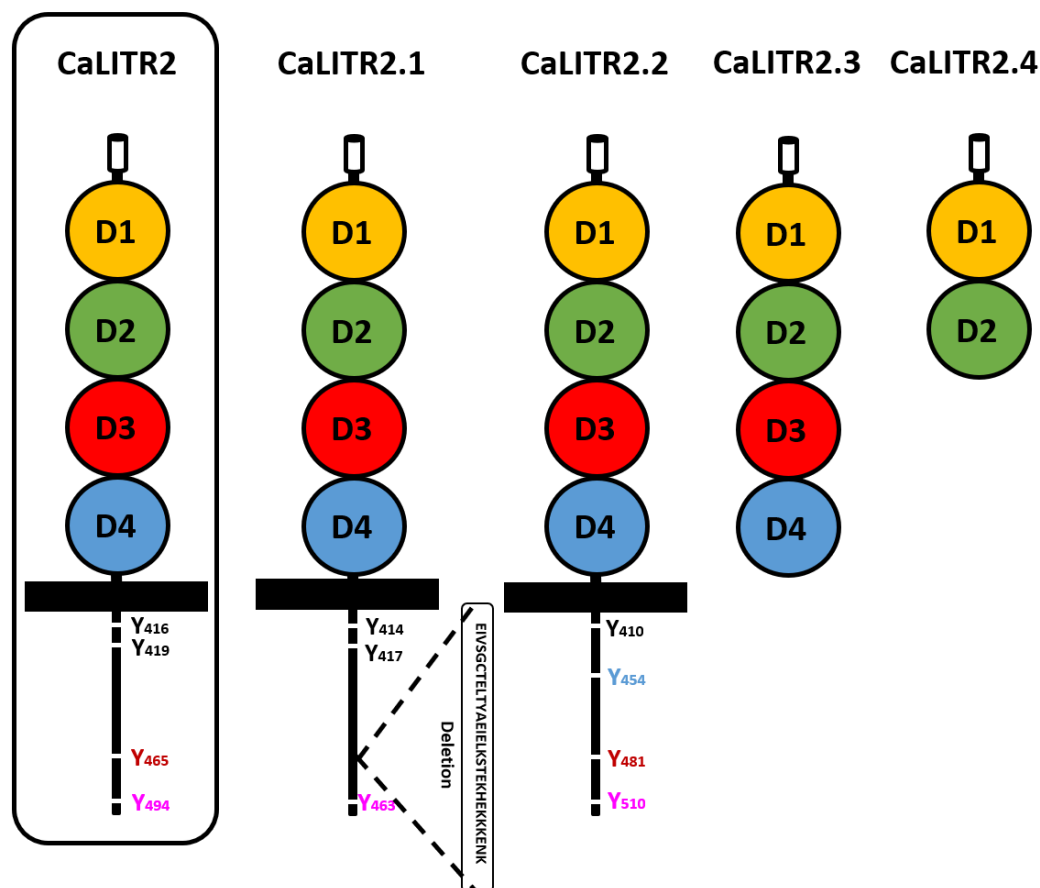 CaLITR2
CaLITR2.1
CaLITR2.2
CaLITR2.3
CaLITR2.4
D1
D2
D3
D4
Y416
Y419
Y465
Y494
D1
D2
D3
D4
Y414
Y417
Y463
Deletion
EIVSGCTELTYAEIELKSTEKHEKKKENK
D1
D2
D3
D4
Y410
Y454
Y481
Y510
D1
D2
D3
D4
D1
D2